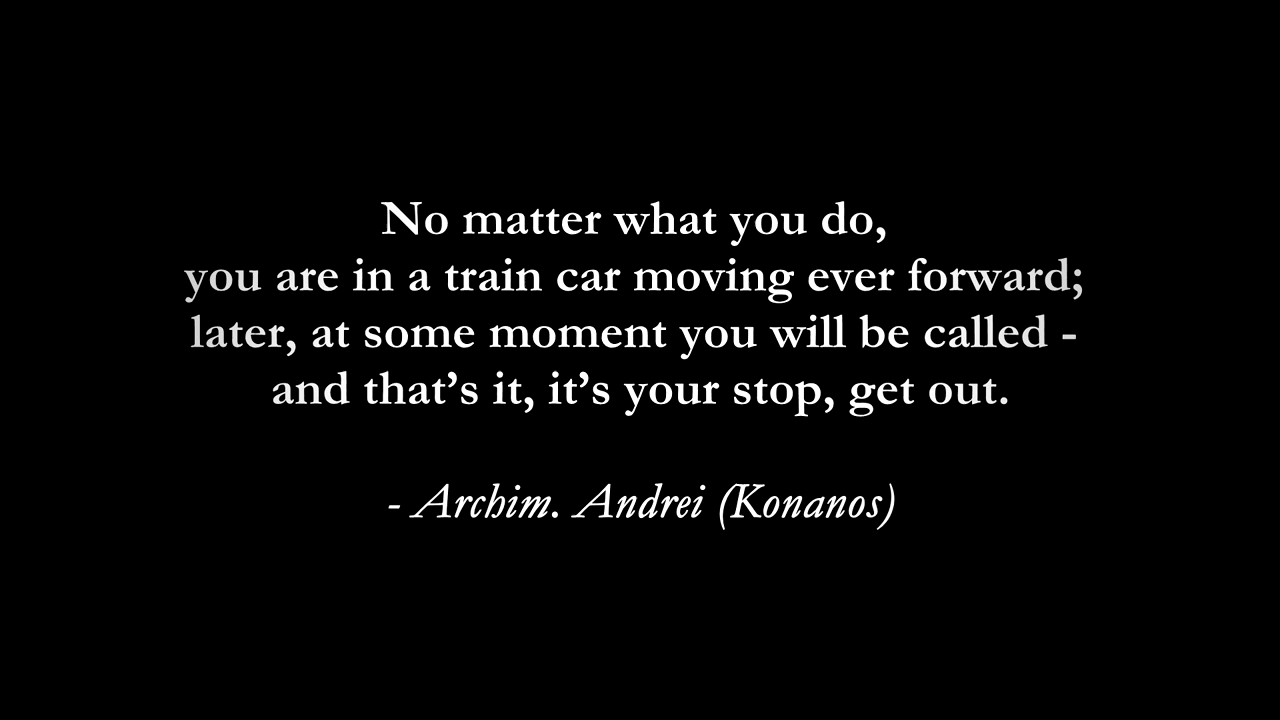 No matter what you do,
you are in a train car moving ever forward;
later, at some moment you will be called -
and that’s it, it’s your stop, get out.
- Archim. Andrei (Konanos)